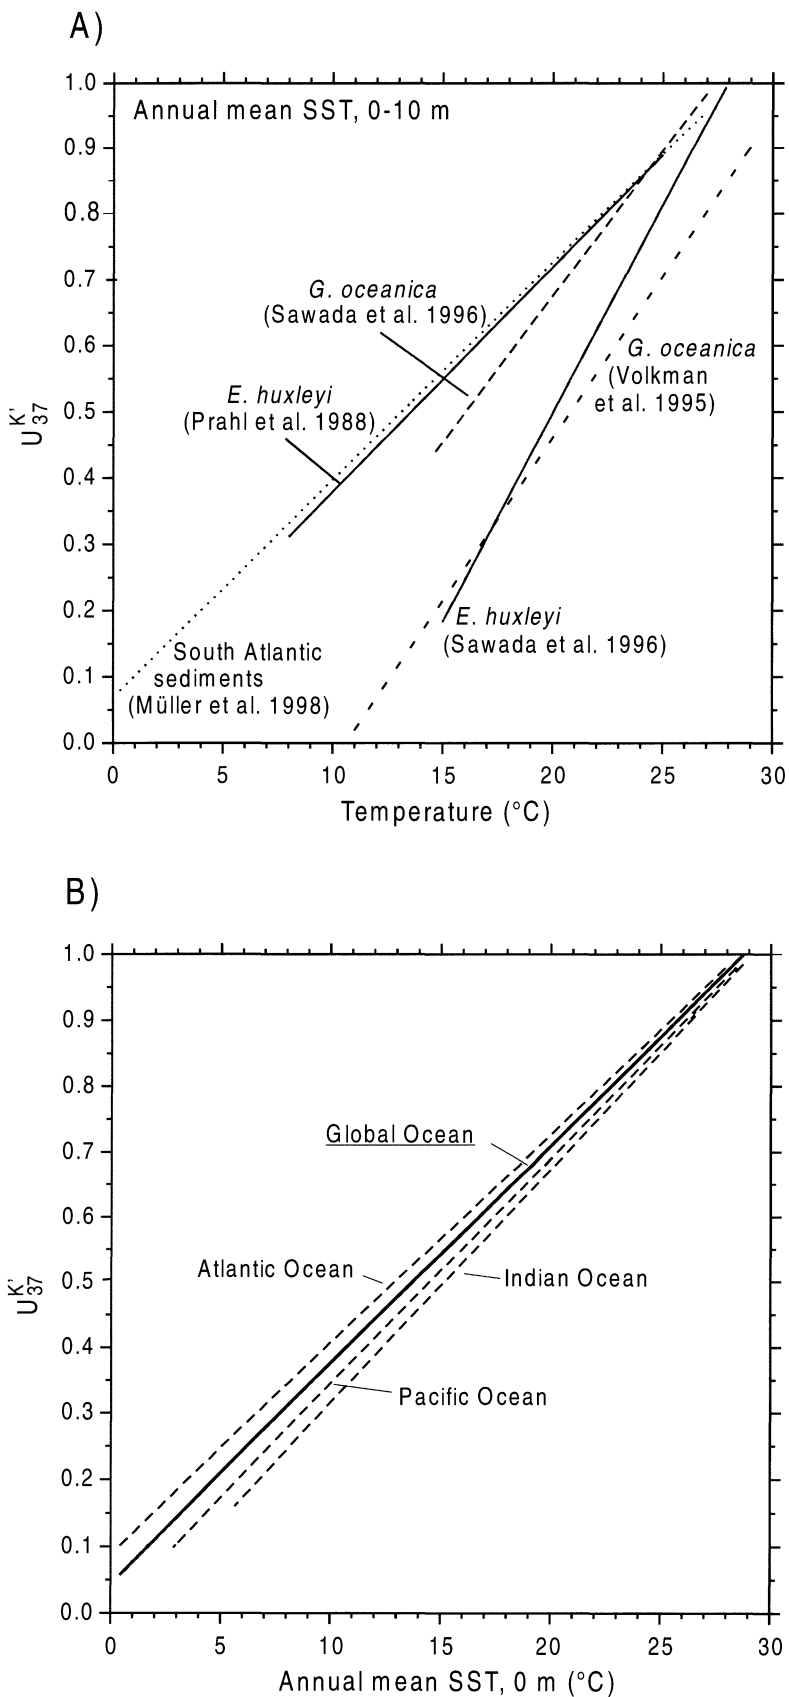 A)
1.0
Annual mean SST, 0-10 m
0.9
0.8
0.7
G. oceanica
(Sawada et al. 1996)
0.6
G. oceanica
(Volkman
et al. 1995)
E. huxleyi
(Prahl et al. 1988)
0.5
U37K'
0.4
0.3
0.2
E. huxleyi
(Sawada et al. 1996)
South Atlantic
sediments
(Müller et al. 1998)
0.1
0.0
0 5 10 15 20 25 30
Temperature (°C)
B)
1.0
0.9
0.8
Global Ocean
0.7
0.6
Atlantic Ocean
Indian Ocean
0.5
U37K'
0.4
Pacific Ocean
0.3
0.2
0.1
0.0
0 5 10 15 20 25 30
Annual mean SST, 0 m (°C)